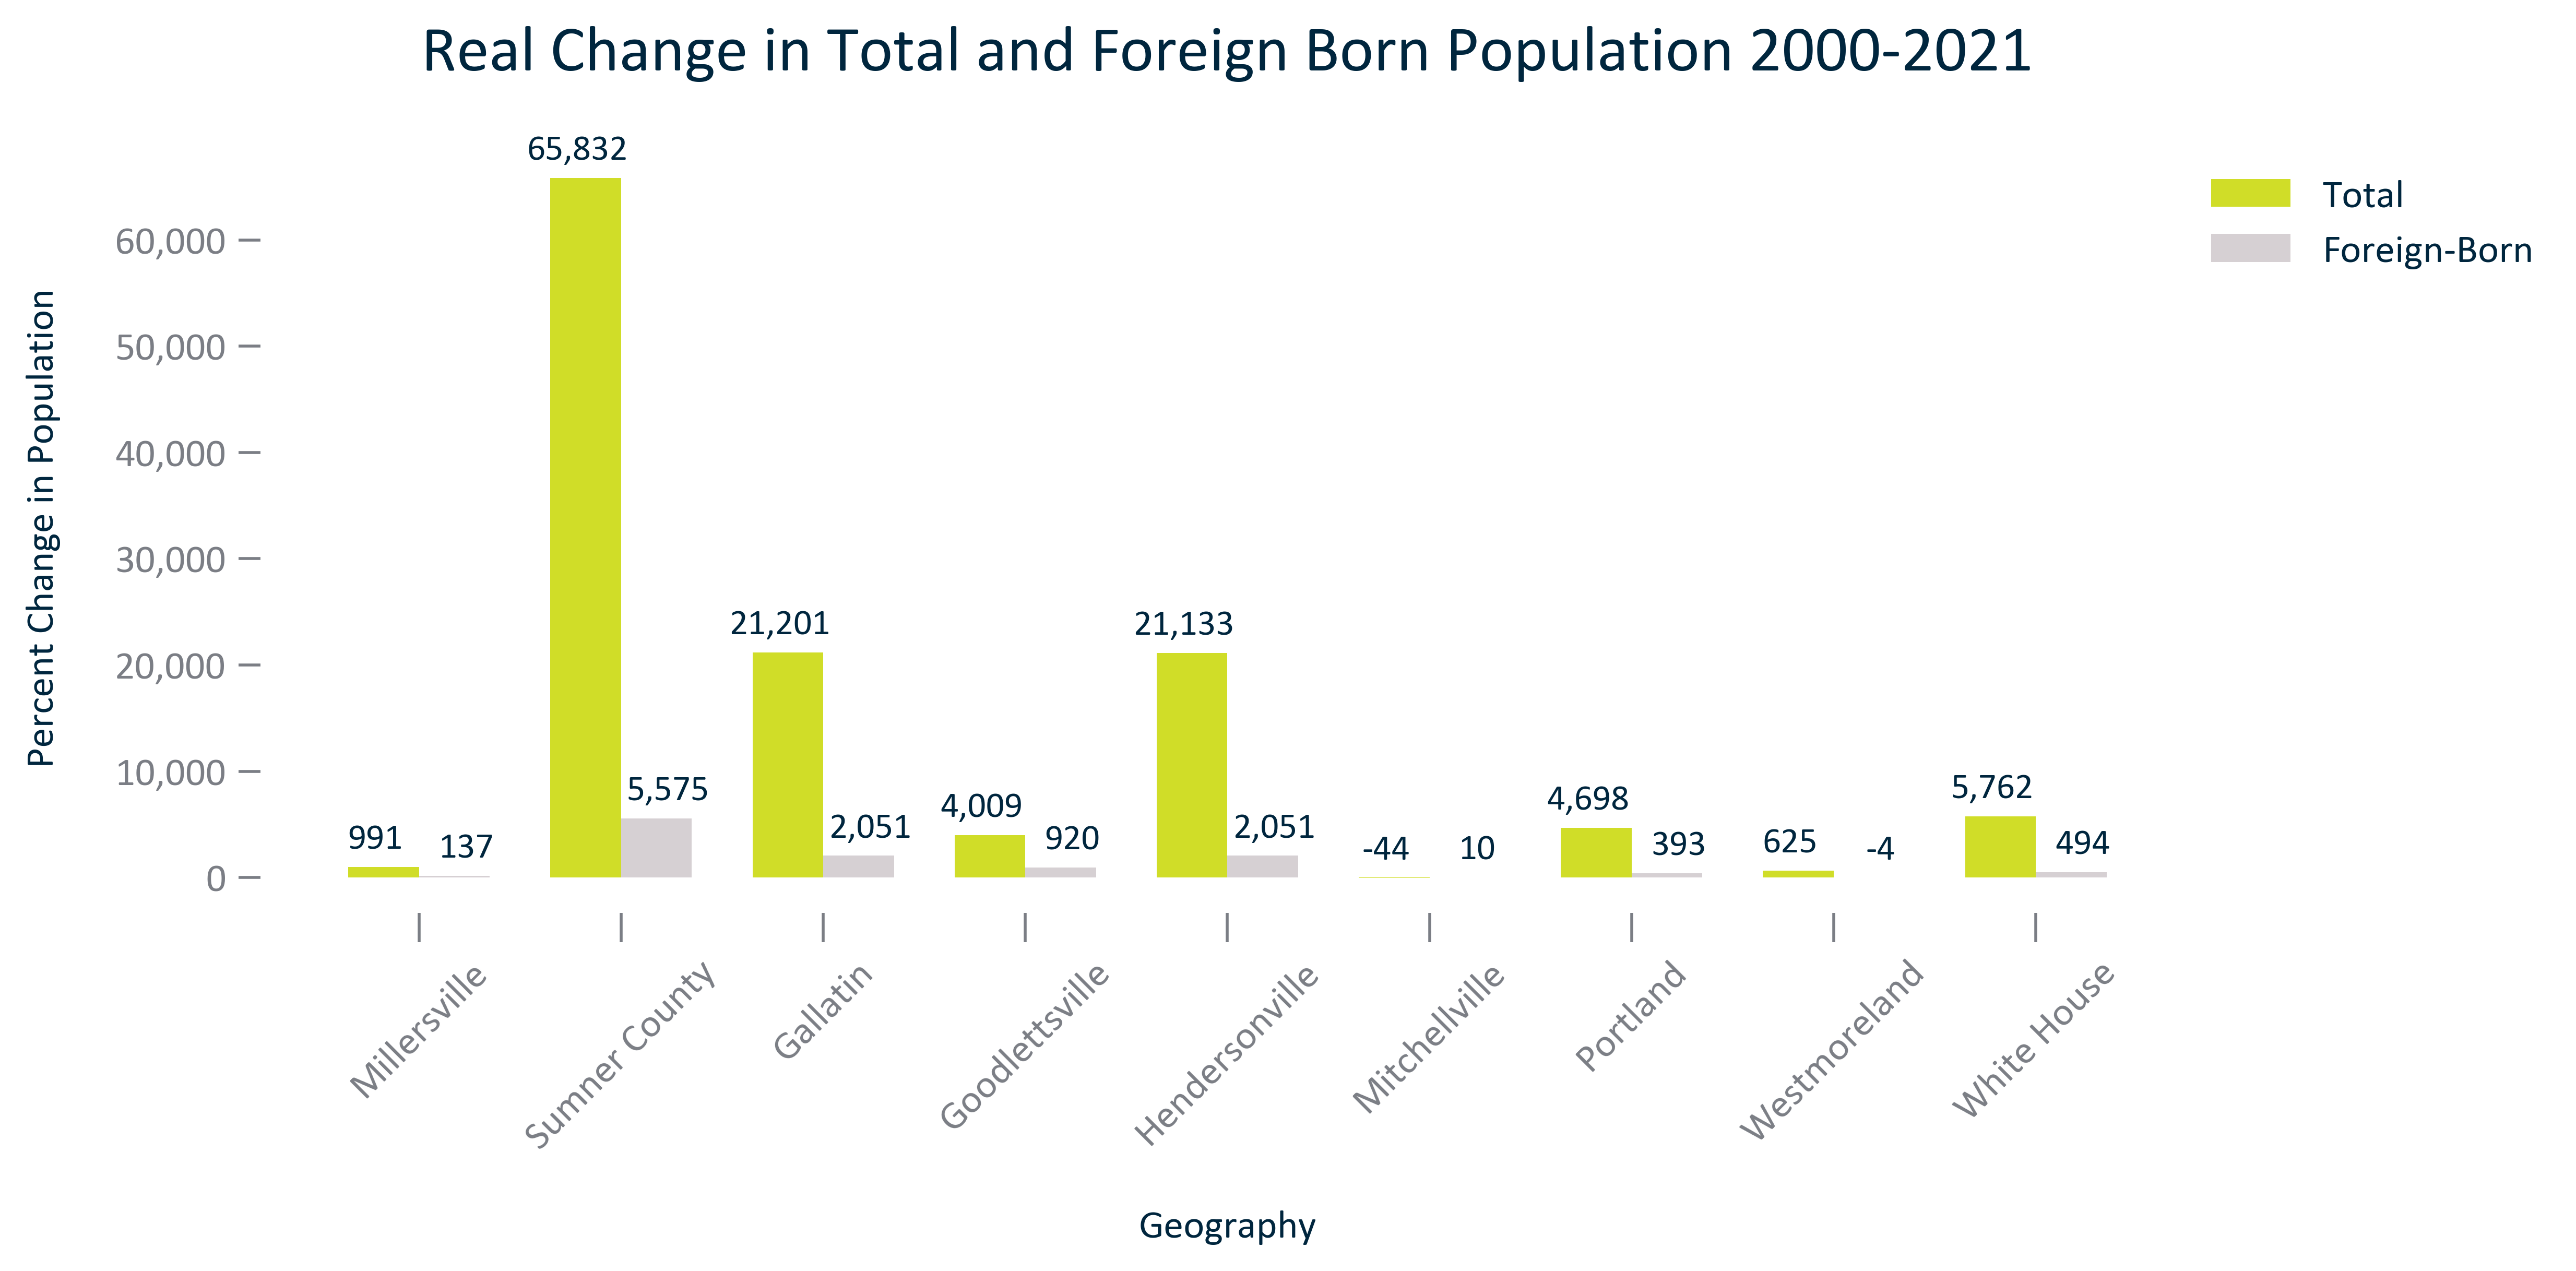 Real Change in Total and Foreign Born Population 2000-2021
Total
Foreign-Born
Percent Change in Population
60,000
50,000
40,000
30,000
20,000
10,000
0
991
137
65,832
5,575
21,201
2,051
4,009
920
21,133
2,051
-44
10
4,698
393
625
-4
5,762
494
Millersville
Sumner County
Gallatin
Goodlettsville
Hendersonville
Mitchellville
Portland
Westmoreland
White House
Geography